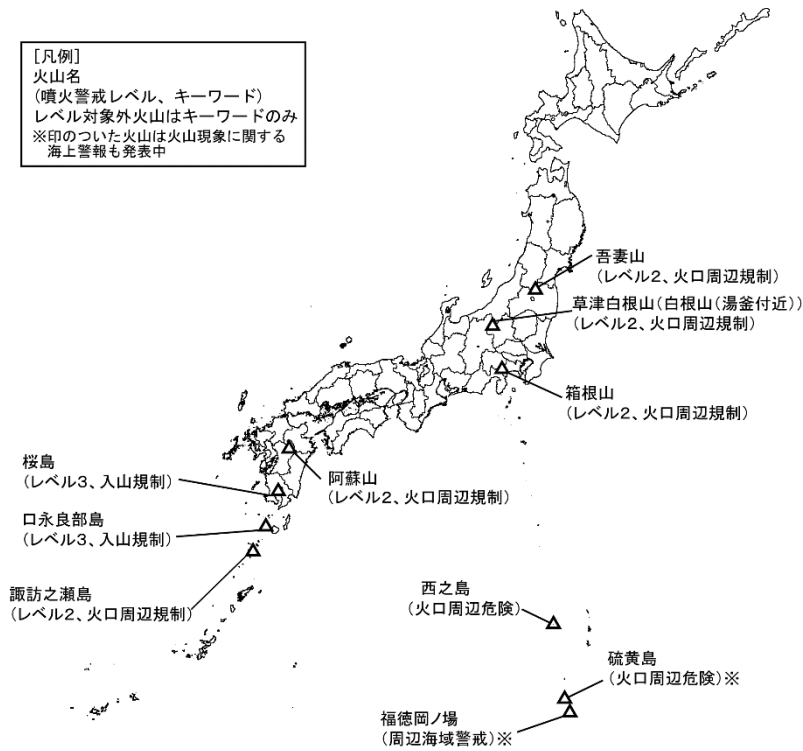 [凡例]
火山名
(噴火警戒レベル、キーワード)
レベル対象外火山はキーワードのみ
※印のついた火山は火山現象に関する
海上警報も発表中
吾妻山
(レベル2、火口周辺規制)
草津白根山(白根山(湯釜付近))
(レベル2、火口周辺規制)
箱根山
(レベル2、火口周辺規制)
桜島
(レベル3、入山規制)
阿蘇山
(レベル2、火口周辺規制)
口永良部島
(レベル3、入山規制)
諏訪之瀬島
(レベル2、火口周辺規制)
西之島
(火口周辺危険)
硫黄島
(火口周辺危険)※
福徳岡ノ場
(周辺海域警戒)※